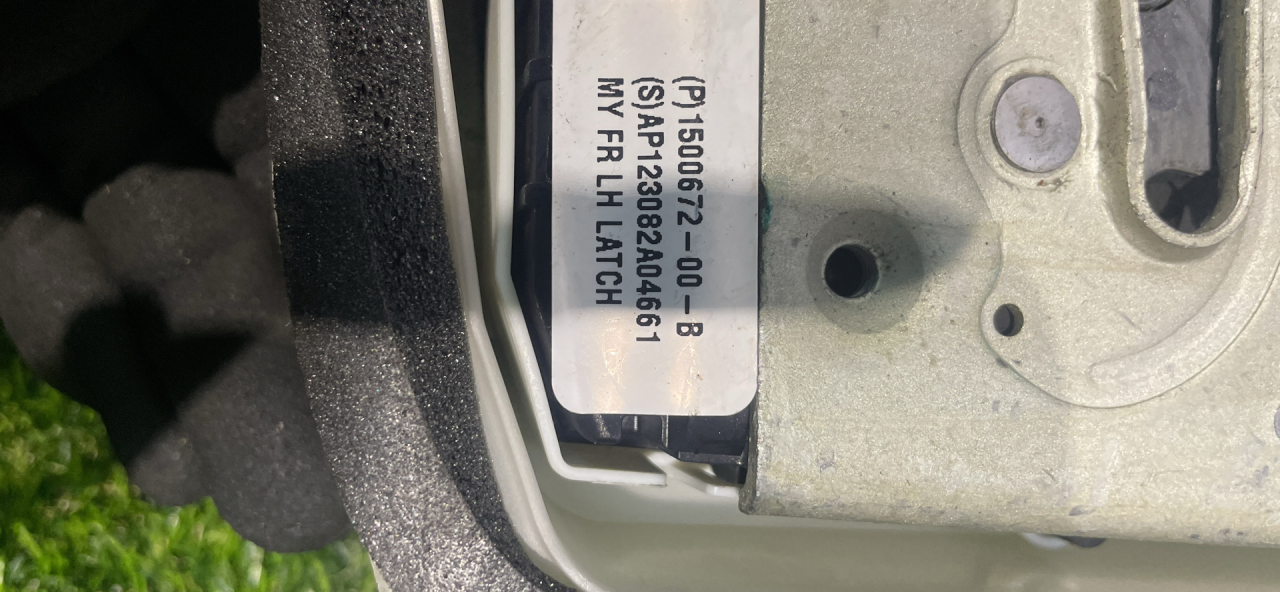 (P)1500672-00-B
(S)AP123082A04661
MY FR LH LATCH